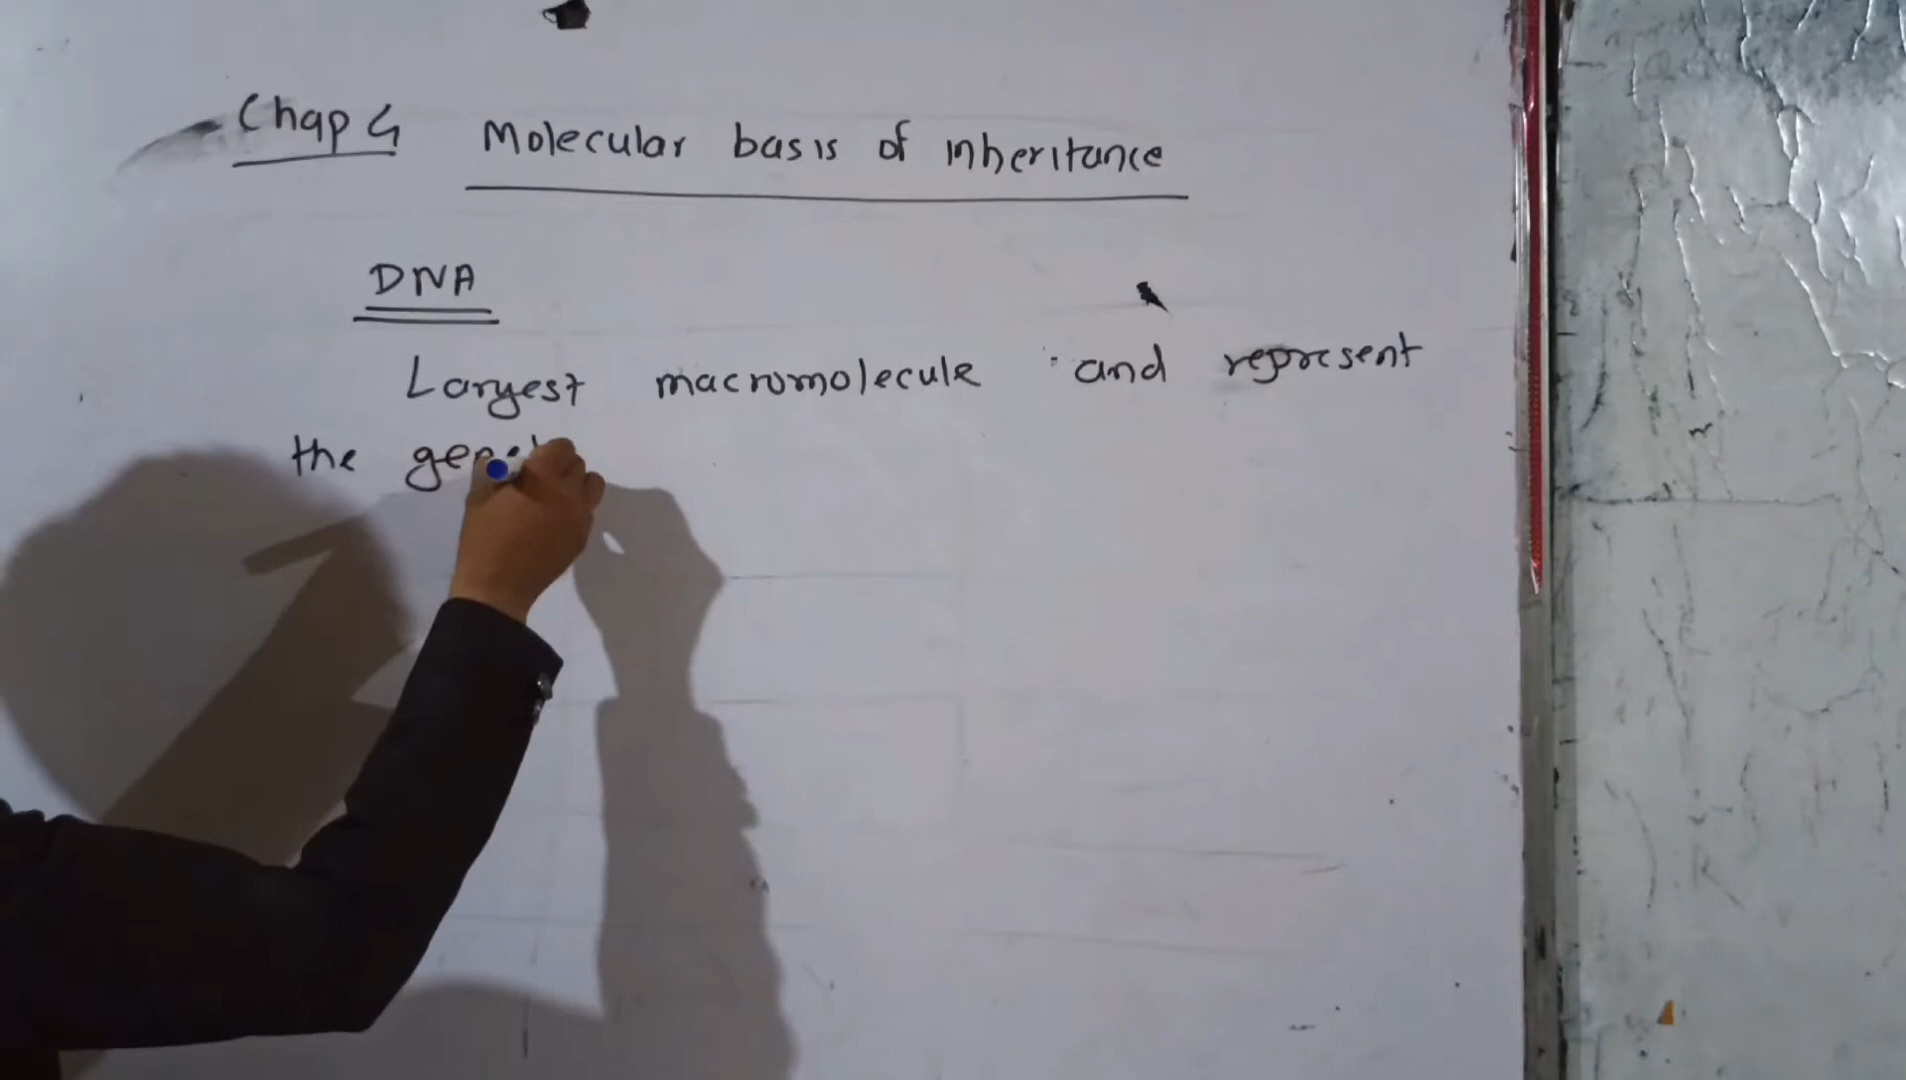 Chap 4 Molecular basis of inheritance
DNA
Largest macromolecule and represent
the